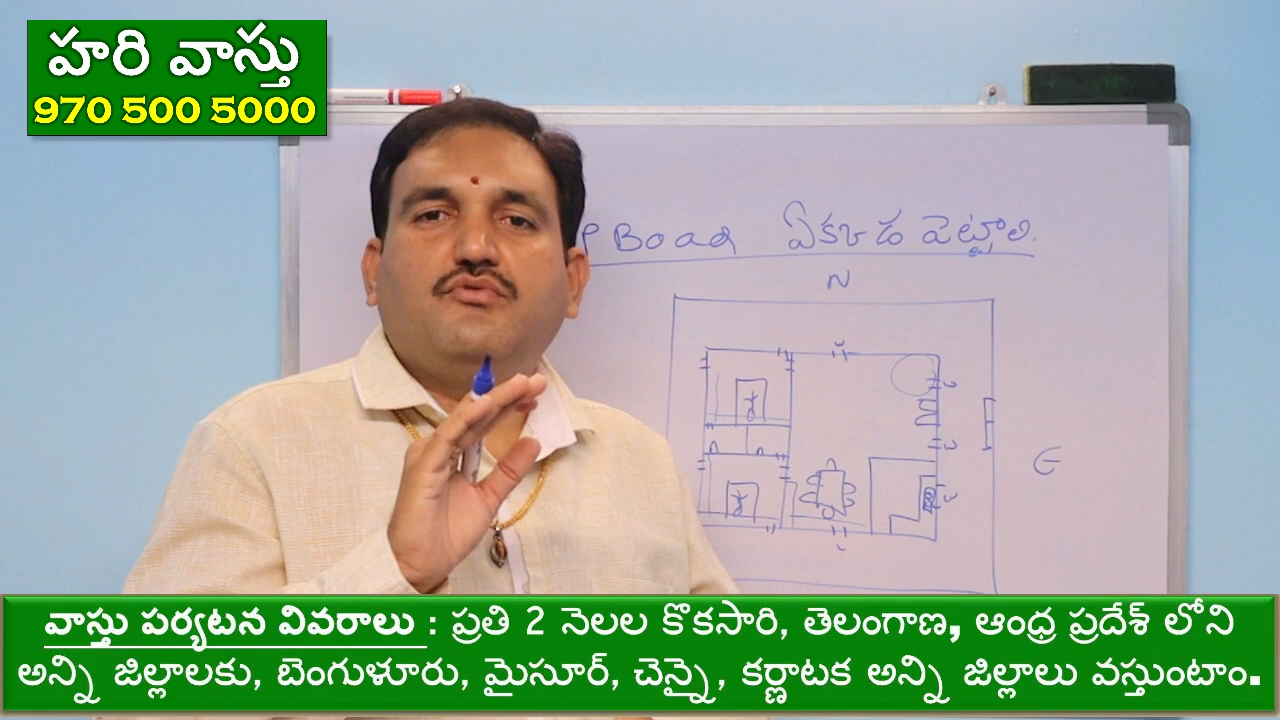 హరి వాస్తు
970 500 5000
Board ఏకకడ పెట్టాలి.
N
E
వాస్తు పర్యటన వివరాలు : ప్రతి 2 నెలల కొకసారి, తెలంగాణ, ఆంధ్ర ప్రదేశ్ లోని
అన్ని జిల్లాలకు, బెంగుళూరు, మైసూర్, చెన్నై, కర్ణాటక అన్ని జిల్లాలు వస్తుంటాం.